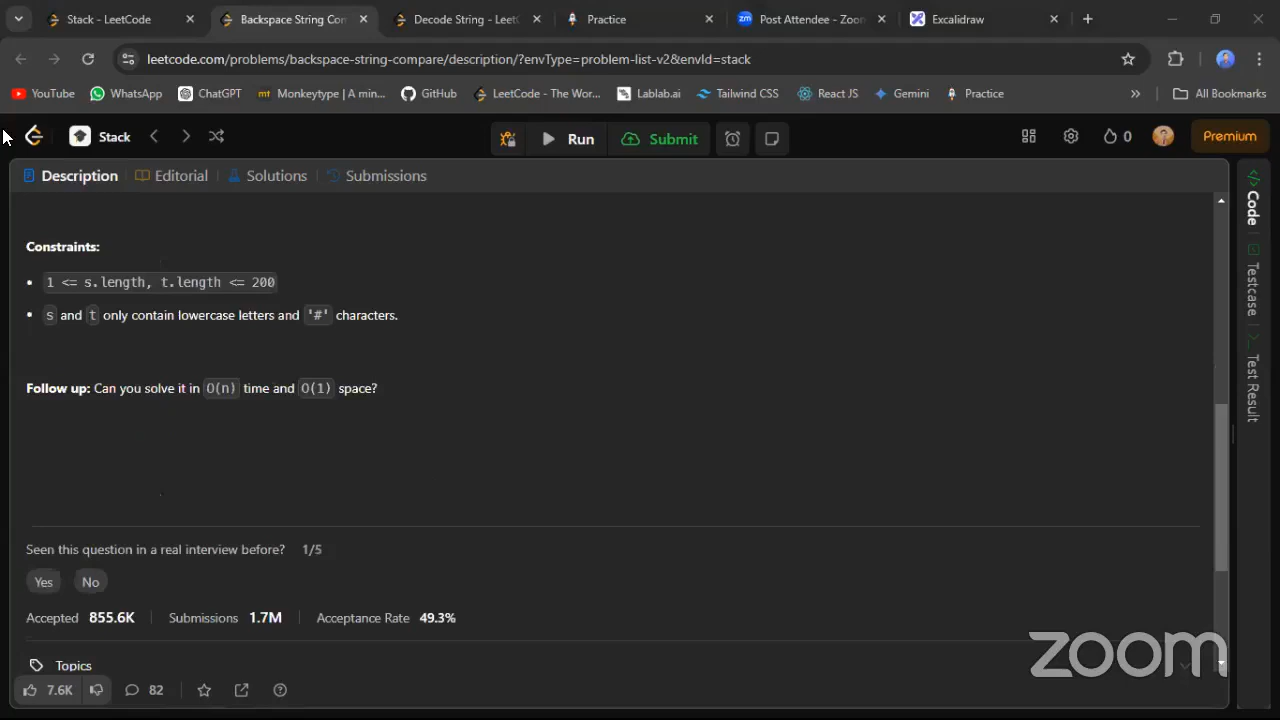 Stack - LeetCode
Backspace String Con
Decode String - LeetC
Practice
zm
Post Attendee - Zoom
Excalidraw
leetcode.com/problems/backspace-string-compare/description/?envType=problem-list-v2&envId=stack
YouTube
WhatsApp
ChatGPT
mt
Monkeytype | A min...
GitHub
LeetCode - The Wor...
Lablab.ai
Tailwind CSS
React JS
Gemini
Practice
All Bookmarks
Stack
Run
Submit
0
Premium
Description
Editorial
Solutions
Submissions
Code
Testcase
Test Result
Constraints:
1 <= s.length, t.length <= 200
s and t only contain lowercase letters and '#' characters.
Follow up: Can you solve it in O(n) time and O(1) space?
Seen this question in a real interview before? 1/5
Yes
No
Accepted 855.6K
Submissions 1.7M
Acceptance Rate 49.3%
Topics
7.6K
82
zoom